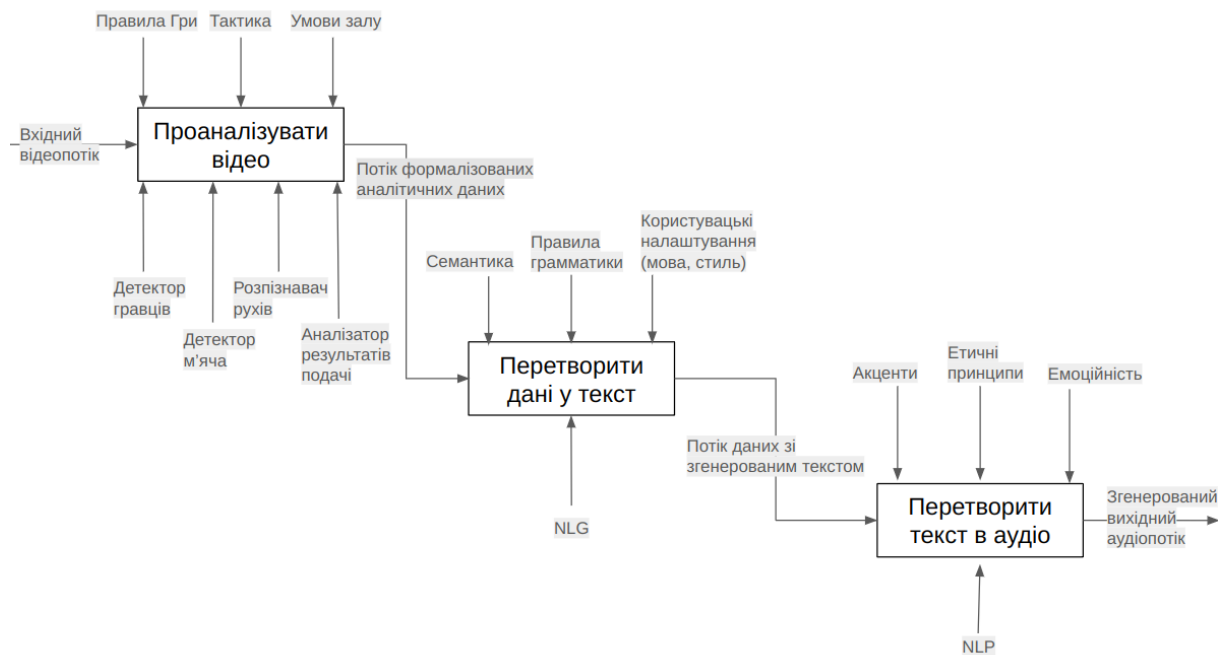 Правила Гри
Тактика
Умови залу
Вхідний
відеопотік
Проаналізувати
відео
Потік формалізованих
аналітичних даних
Детектор
гравців
Детектор
м'яча
Розпізнавач
рухів
Аналізатор
результатів
подачі
Семантика
Правила
грамматики
Користувацькі
налаштування
(мова, стиль)
Перетворити
дані у текст
NLG
Потік даних зі
згенерованим текстом
Акценти
Етичні
принципи
Емоційність
Перетворити
текст в аудіо
Згенерований
вихідний
аудіопотік
NLP